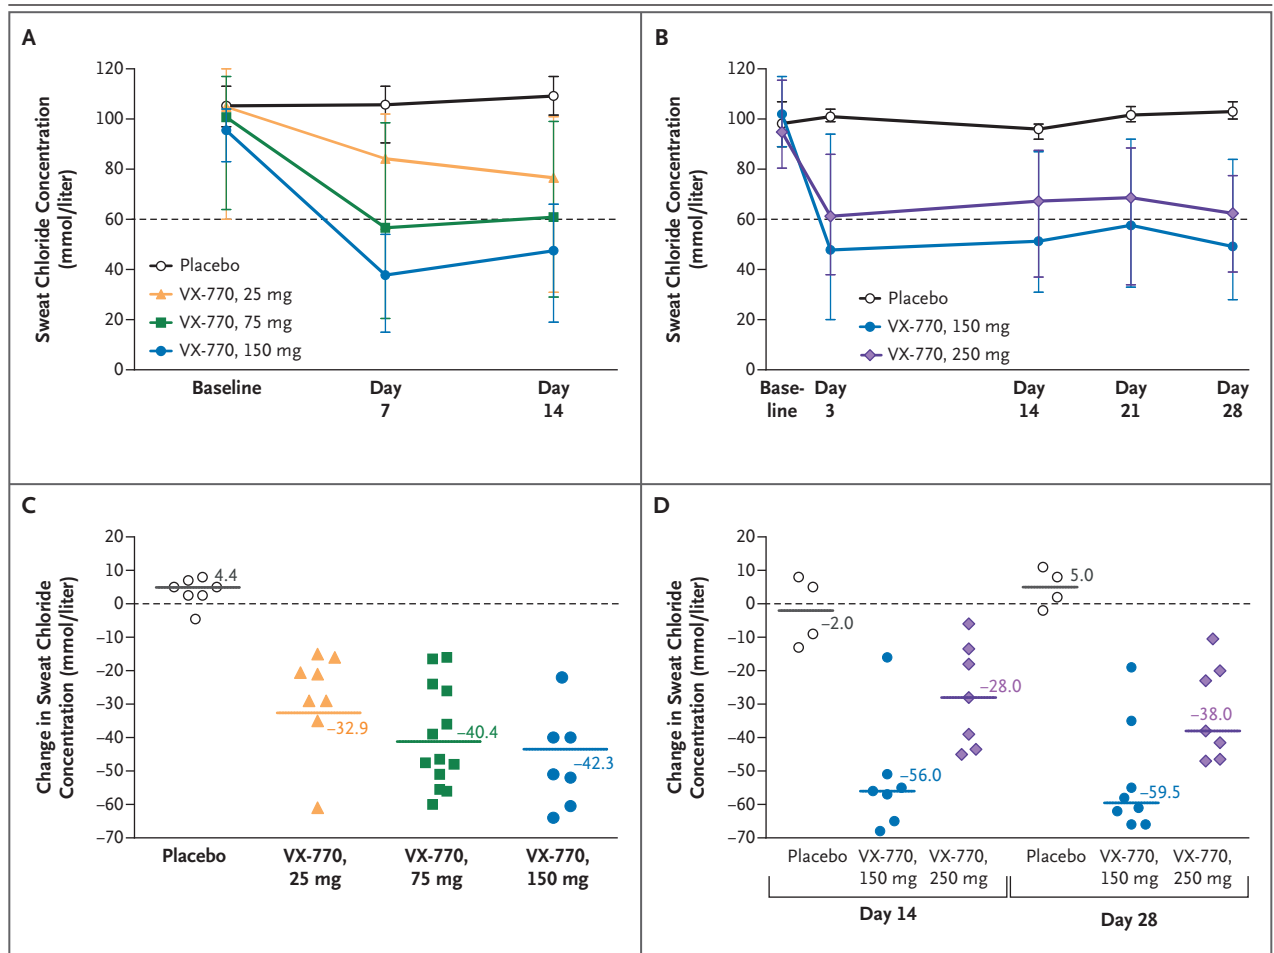 A
120
100
80
60
40
20
0
Sweat Chloride Concentration
(mmol/liter)
Placebo
VX-770, 25 mg
VX-770, 75 mg
VX-770, 150 mg
Baseline
Day
7
Day
14
B
120
100
80
60
40
20
0
Sweat Chloride Concentration
(mmol/liter)
Placebo
VX-770, 150 mg
VX-770, 250 mg
Base-
line
Day
3
Day
14
Day
21
Day
28
C
20
10
0
−10
−20
−30
−40
−50
−60
−70
Change in Sweat Chloride
Concentration (mmol/liter)
4.4
−32.9
−40.4
−42.3
Placebo
VX-770,
25 mg
VX-770,
75 mg
VX-770,
150 mg
D
20
10
0
−10
−20
−30
−40
−50
−60
−70
Change in Sweat Chloride
Concentration (mmol/liter)
−2.0
−56.0
−28.0
5.0
−59.5
−38.0
Placebo
VX-770,
150 mg
VX-770,
250 mg
Placebo
VX-770,
150 mg
VX-770,
250 mg
Day 14
Day 28